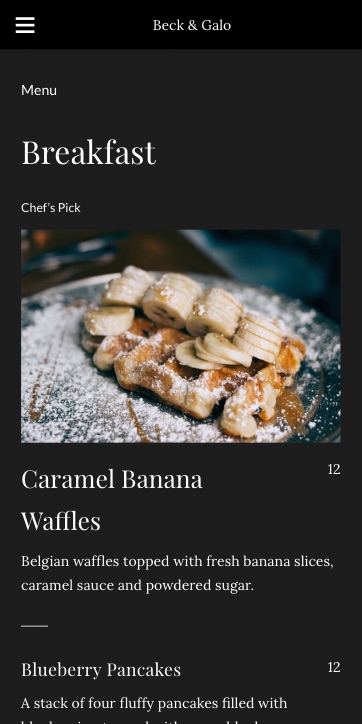 Beck & Galo
Menu
Breakfast
Chef's Pick
Caramel Banana
Waffles
12
Belgian waffles topped with fresh banana slices,
caramel sauce and powdered sugar.
Blueberry Pancakes
12
A stack of four fluffy pancakes filled with